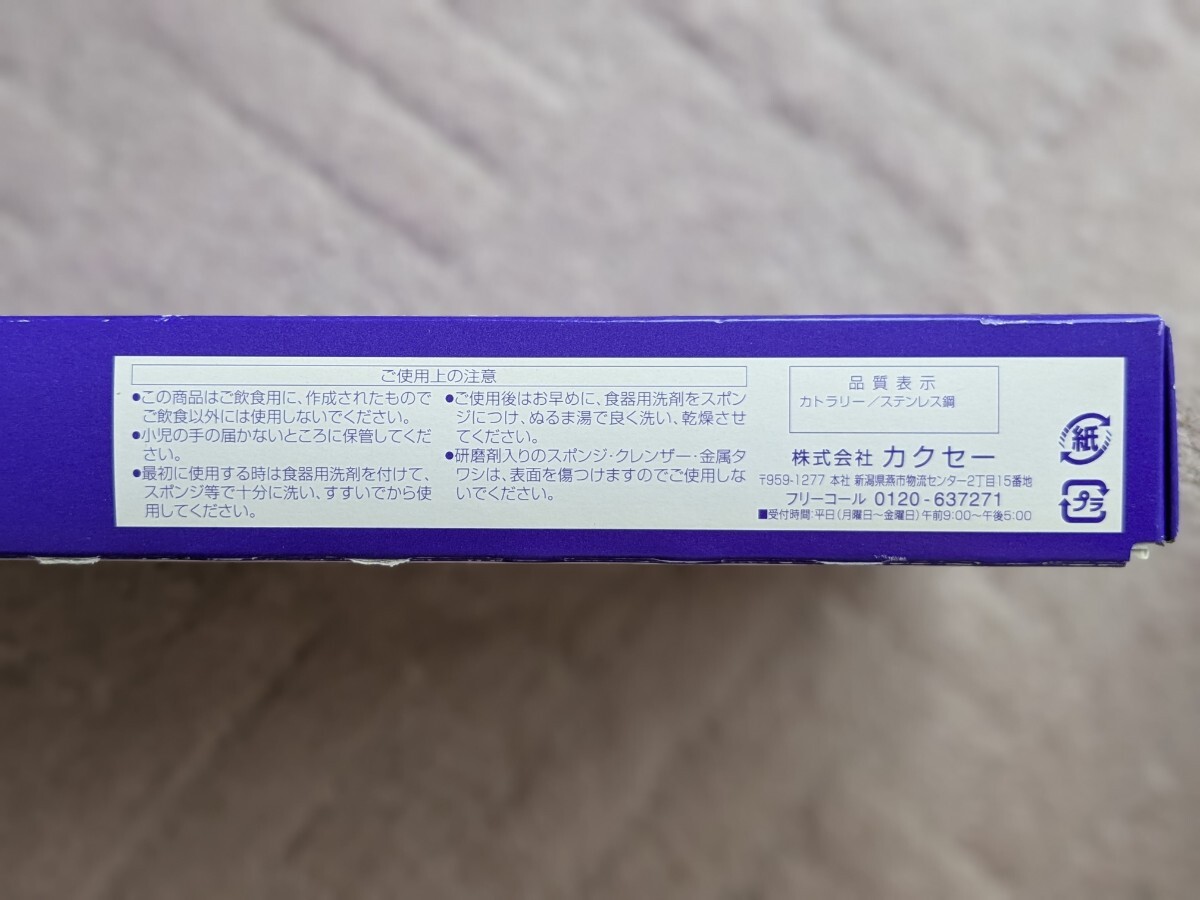 ご使用上の注意
●この商品はご飲食用に、作成されたもので
ご飲食以外には使用しないでください。
●小児の手の届かないところに保管してくだ
さい。
●最初に使用する時は食器用洗剤を付けて、
スポンジ等で十分に洗い、すすいでから使
用してください。
●ご使用後はお早めに、食器用洗剤をスポン
ジにつけ、ぬるま湯で良く洗い、乾燥させ
てください。
●研磨剤入りのスポンジ・クレンザー・金属タ
ワシは、表面を傷つけますのでご使用しな
いでください。
品質表示
カトラリー／ステンレス鋼
株式会社 カクセー
〒959-1277 本社 新潟県燕市物流センター2丁目15番地
フリーコール 0120-637271
■受付時間:平日(月曜日〜金曜日)午前9:00〜午後5:00
紙
プラ